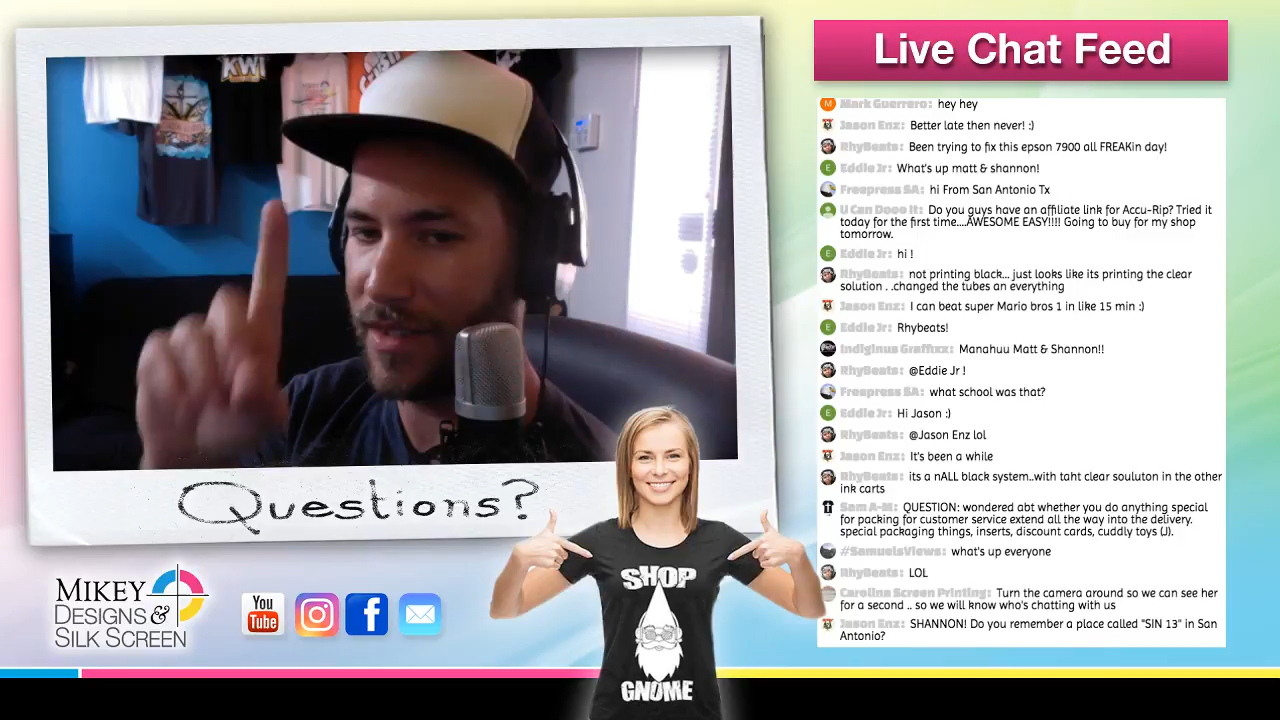 KWI
Questions?
MIKEY
DESIGNS &
SILK SCREEN
You
Tube
SHOP
GNOME
Live Chat Feed
M Mark Guerrero: hey hey
Jason Enz: Better late then never! :)
RhyBeats: Been trying to fix this epson 7900 all FREAKin day!
E Eddie Jr: What's up matt & shannon!
Freepress SA: hi From San Antonio Tx
U Can Dooo It: Do you guys have an affiliate link for Accu-Rip? Tried it
today for the first time....AWESOME EASY!!!! Going to buy for my shop
tomorrow.
E Eddie Jr: hi !
RhyBeats: not printing black... just looks like its printing the clear
solution . .changed the tubes an everything
Jason Enz: I can beat super Mario bros 1 in like 15 min :)
E Eddie Jr: Rhybeats!
Indiginus Graffixx: Manahuu Matt & Shannon!!
RhyBeats: @Eddie Jr !
Freepress SA: what school was that?
E Eddie Jr: Hi Jason :)
RhyBeats: @Jason Enz lol
Jason Enz: It's been a while
RhyBeats: its a nALL black system..with taht clear souluton in the other
ink carts
Sam A-M: QUESTION: wondered abt whether you do anything special
for packing for customer service extend all the way into the delivery.
special packaging things, inserts, discount cards, cuddly toys (J).
#SamuelsViews: what's up everyone
RhyBeats: LOL
Carolina Screen Printing: Turn the camera around so we can see her
for a second .. so we will know who's chatting with us
Jason Enz: SHANNON! Do you remember a place called "SIN 13" in San
Antonio?